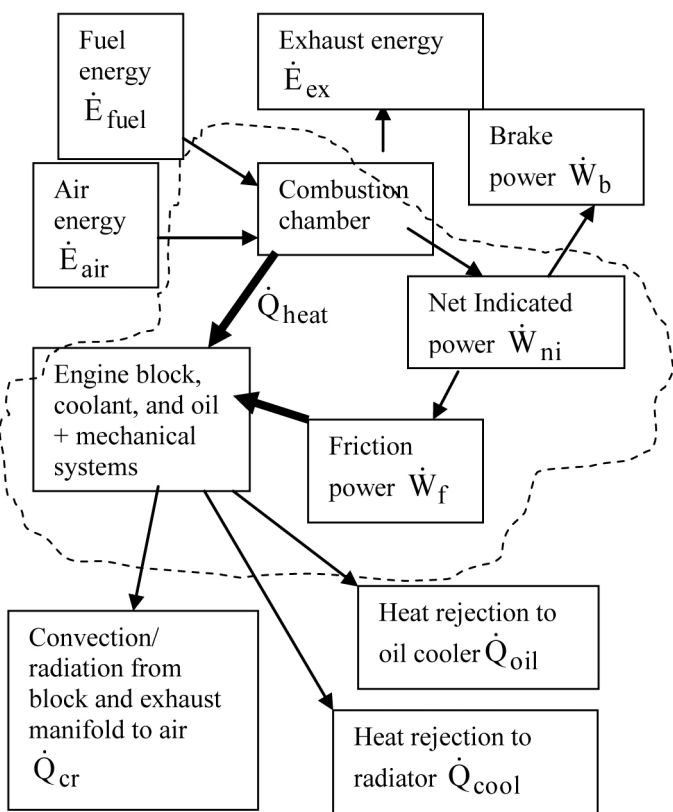 Fuel
energy
Ė fuel
Exhaust energy
Ė ex
Brake
power Ẇ b
Air
energy
Ė air
Combustion
chamber
Q̇ heat
Net Indicated
power Ẇ ni
Engine block,
coolant, and oil
+ mechanical
systems
Friction
power Ẇ f
Convection/
radiation from
block and exhaust
manifold to air
Q̇ cr
Heat rejection to
oil cooler Q̇ oil
Heat rejection to
radiator Q̇ cool